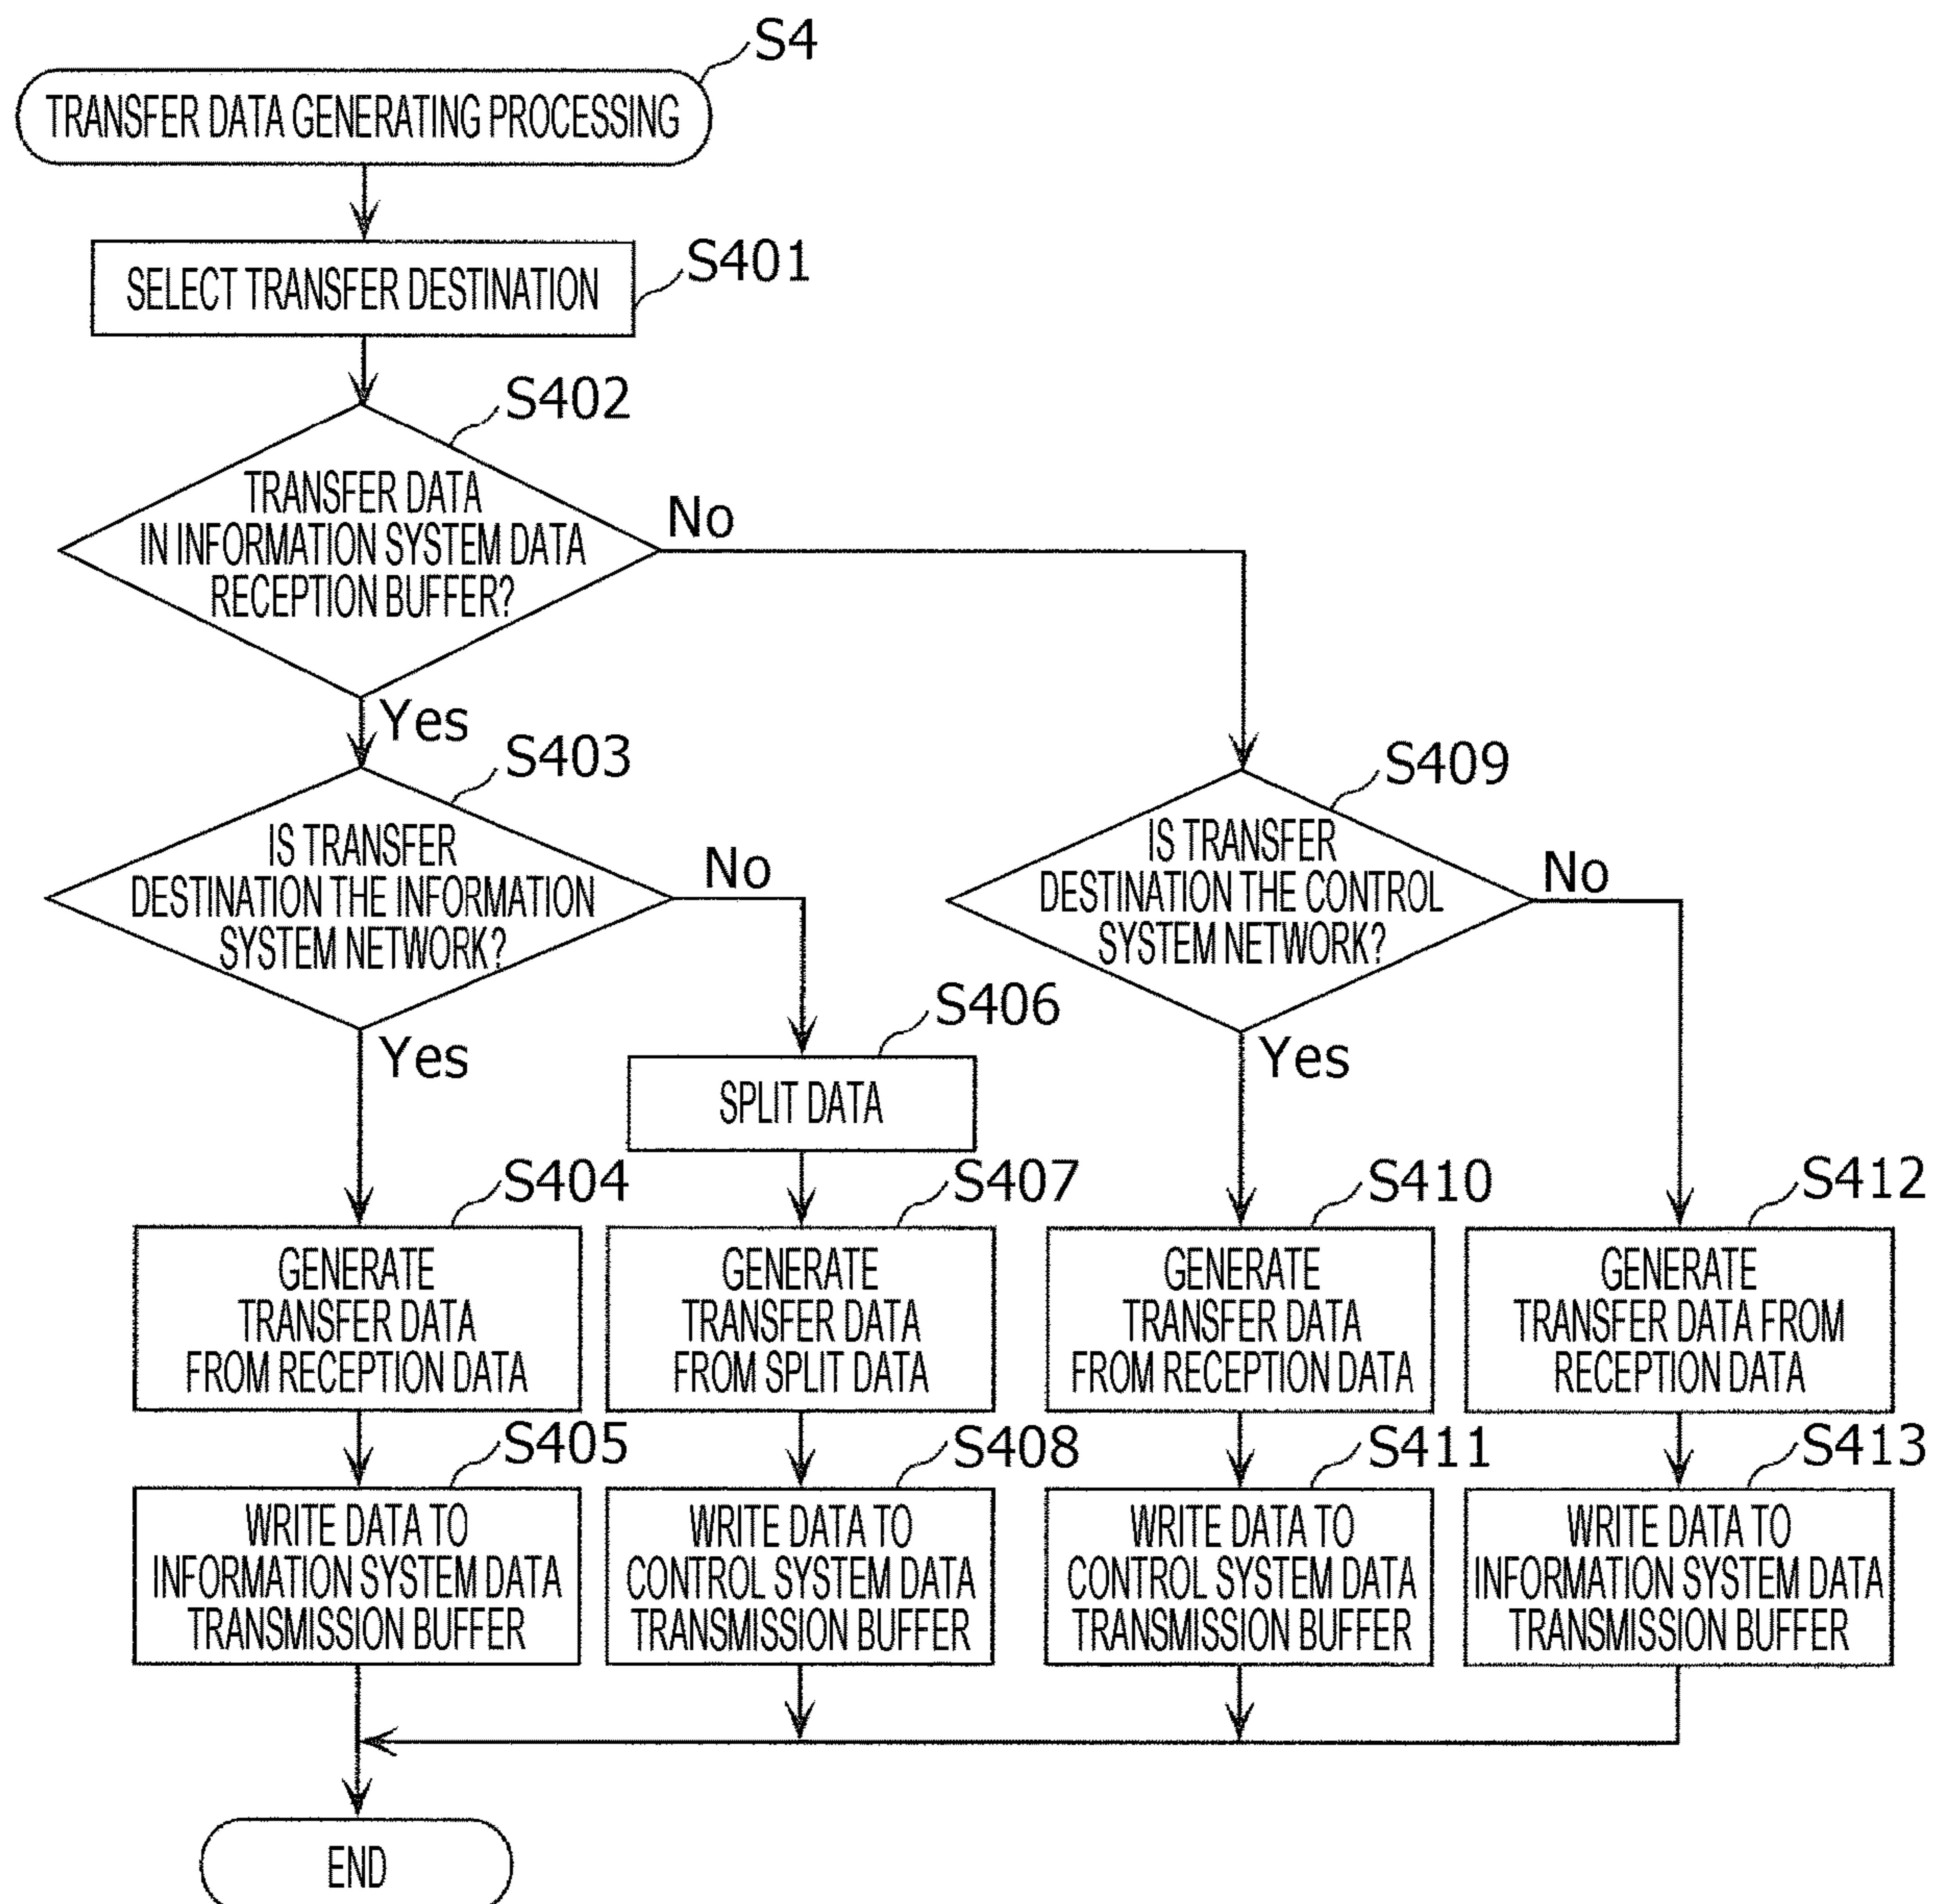 S4
TRANSFER DATA GENERATING PROCESSING
S401
SELECT TRANSFER DESTINATION
S402
TRANSFER DATA
IN INFORMATION SYSTEM DATA
RECEPTION BUFFER?
No
Yes
S403
IS TRANSFER
DESTINATION THE INFORMATION
SYSTEM NETWORK?
No
Yes
S409
IS TRANSFER
DESTINATION THE CONTROL
SYSTEM NETWORK?
No
Yes
S406
SPLIT DATA
S404
GENERATE
TRANSFER DATA
FROM RECEPTION DATA
S407
GENERATE
TRANSFER DATA
FROM SPLIT DATA
S410
GENERATE
TRANSFER DATA
FROM RECEPTION DATA
S412
GENERATE
TRANSFER DATA FROM
RECEPTION DATA
S405
WRITE DATA TO
INFORMATION SYSTEM DATA
TRANSMISSION BUFFER
S408
WRITE DATA TO
CONTROL SYSTEM DATA
TRANSMISSION BUFFER
S411
WRITE DATA TO
CONTROL SYSTEM DATA
TRANSMISSION BUFFER
S413
WRITE DATA TO
INFORMATION SYSTEM DATA
TRANSMISSION BUFFER
END